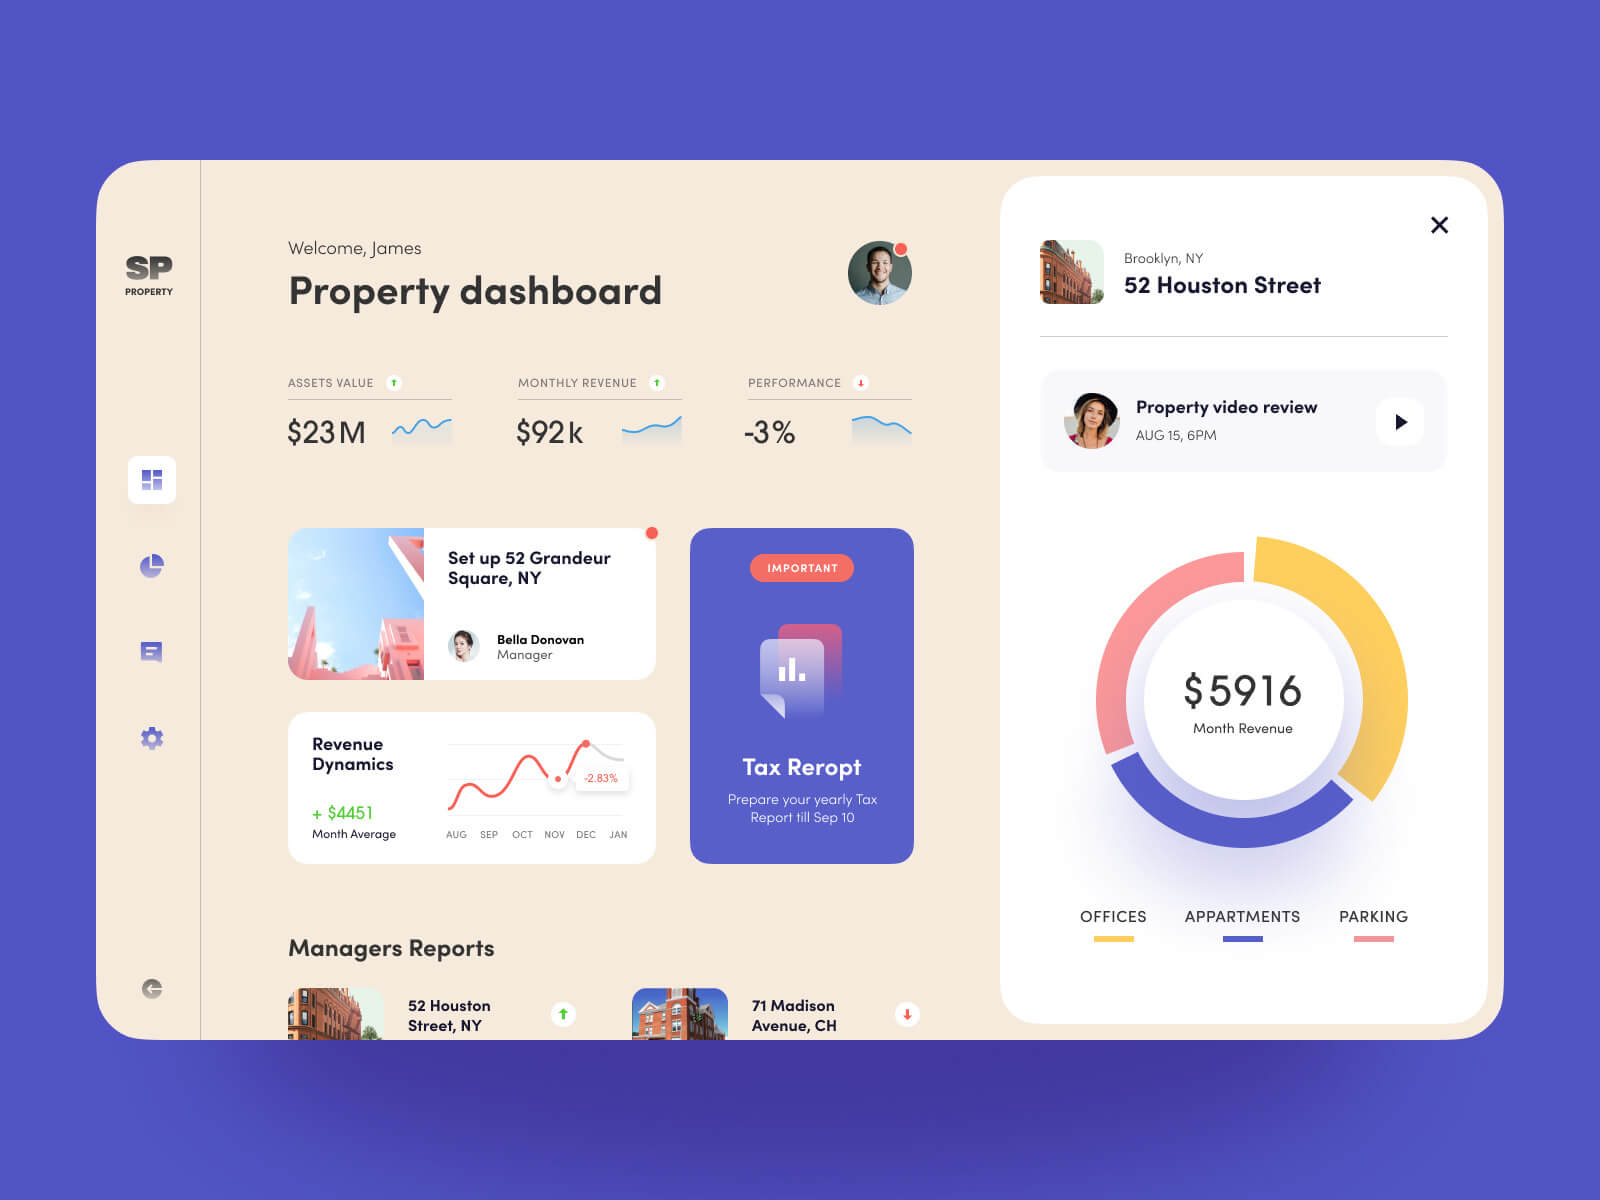 SP
PROPERTY
Welcome, James
Property dashboard
ASSETS VALUE
$23M
MONTHLY REVENUE
$92k
PERFORMANCE
-3%
Set up 52 Grandeur
Square, NY
Bella Donovan
Manager
Revenue
Dynamics
+ $4451
Month Average
-2.83%
AUG SEP OCT NOV DEC JAN
IMPORTANT
Tax Reropt
Prepare your yearly Tax
Report till Sep 10
Managers Reports
52 Houston
Street, NY
71 Madison
Avenue, CH
Brooklyn, NY
52 Houston Street
Property video review
AUG 15, 6PM
$5916
Month Revenue
OFFICES
APPARTMENTS
PARKING